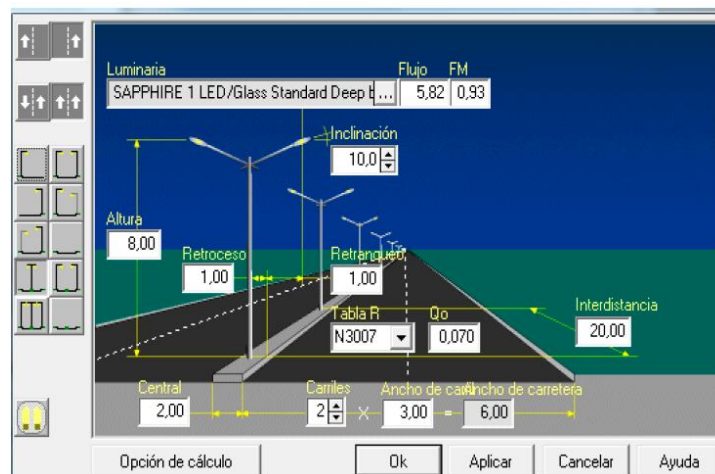 Luminaria Flujo FM
SAPPHIRE 1 LED/Glass Standard Deep b ... 5,82 0,93
Inclinación
10,0
Altura
8,00
Retroceso Retranqueo
1,00 1,00
Interdistancia
20,00
Tabla R Qo
N3007 0,070
Central Carriles Ancho de carril Ancho de carretera
2,00 2 X 3,00 = 6,00
Opción de cálculo Ok Aplicar Cancelar Ayuda